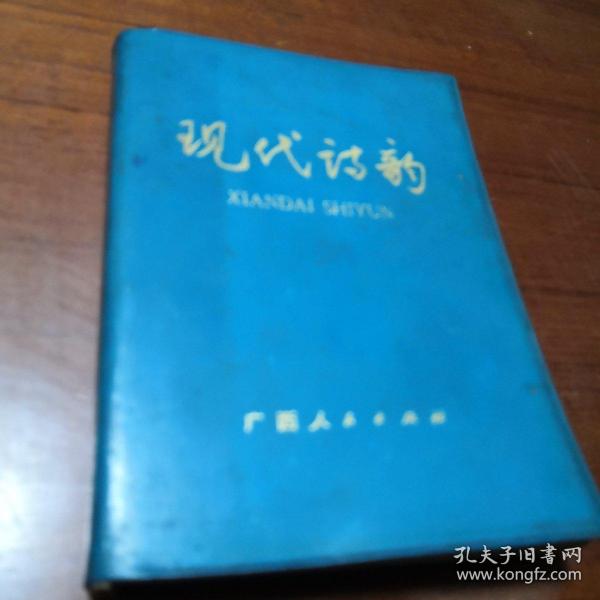 现代诗韵
XIANDAI SHIYUN
广西人民出版社
孔夫子旧书网
www.kongfz.com